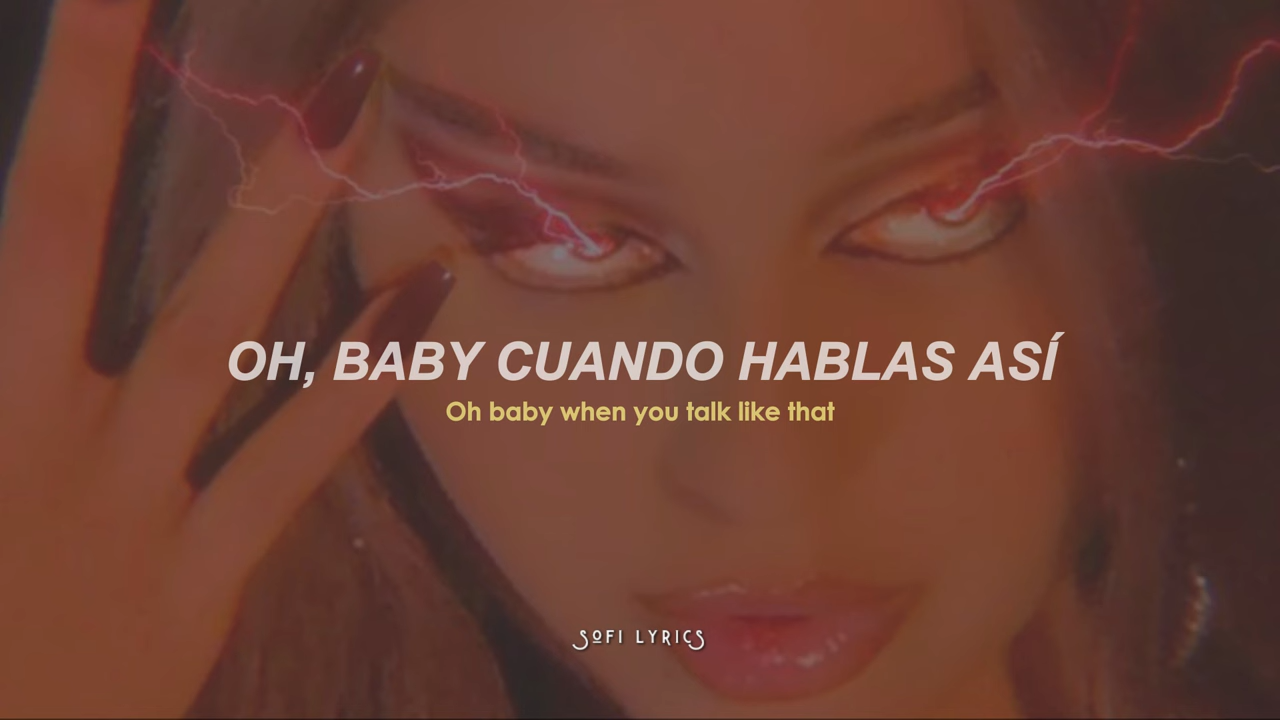 OH, BABY CUANDO HABLAS ASÍ
Oh baby when you talk like that
SOFI LYRICS